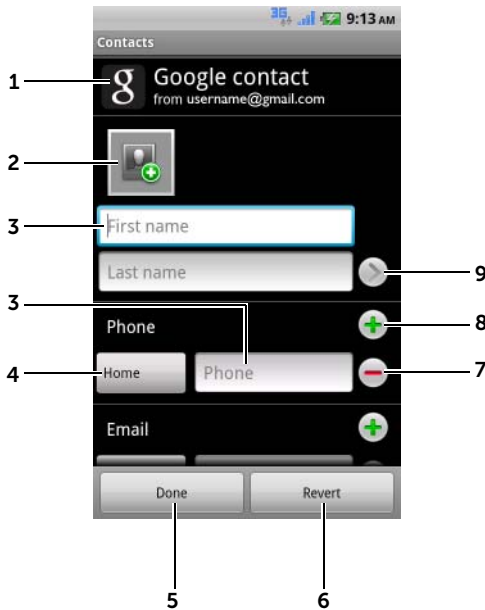 3G 9:13 AM
Contacts
1
g
Google contact
from username@gmail.com
2
3
First name
Last name
9
3
Phone
8
4
Home
Phone
7
Email
Done
Revert
5
6